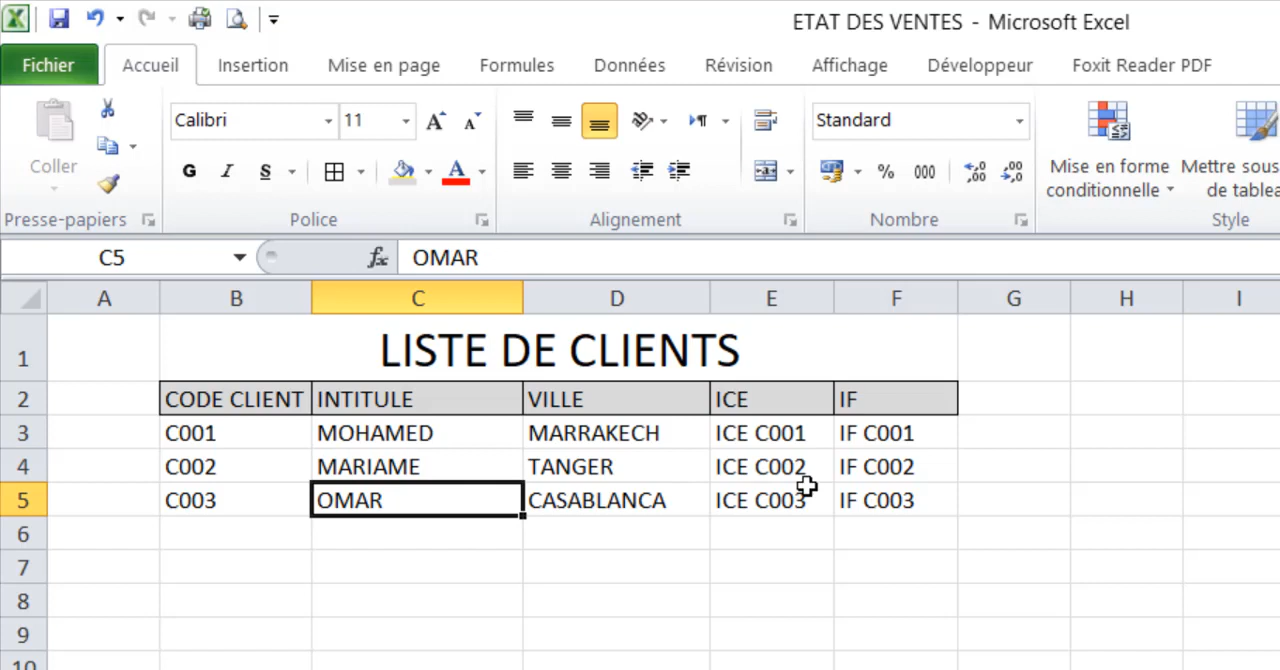 ETAT DES VENTES - Microsoft Excel
Fichier Accueil Insertion Mise en page Formules Données Révision Affichage Développeur Foxit Reader PDF
Calibri 11 Standard
Coller G I S % 000 Mise en forme conditionnelle Mettre sous de tablea
Presse-papiers Police Alignement Nombre Style
C5 fx OMAR
A B C D E F G H I
1 LISTE DE CLIENTS
2 CODE CLIENT INTITULE VILLE ICE IF
3 C001 MOHAMED MARRAKECH ICE C001 IF C001
4 C002 MARIAME TANGER ICE C002 IF C002
5 C003 OMAR CASABLANCA ICE C003 IF C003
6
7
8
9
10